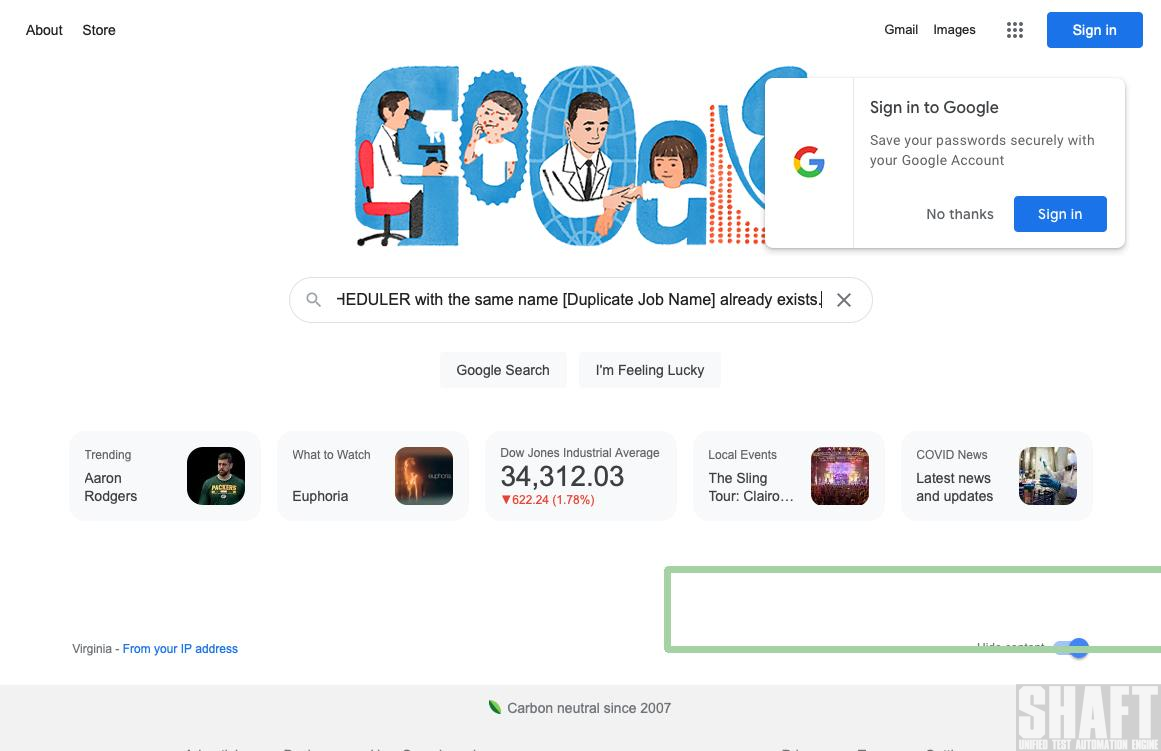 About Store
Gmail Images
Sign in
Sign in to Google
Save your passwords securely with
your Google Account
No thanks
Sign in
HEDULER with the same name [Duplicate Job Name] already exists.
Google Search
I'm Feeling Lucky
Trending
Aaron
Rodgers
PACKERS
What to Watch
Euphoria
euphoria
Dow Jones Industrial Average
34,312.03
▼622.24 (1.78%)
Local Events
The Sling
Tour: Clairo…
COVID News
Latest news
and updates
Hide content
Virginia - From your IP address
Carbon neutral since 2007
SHAFT
UNIFIED TEST AUTOMATION ENGINE